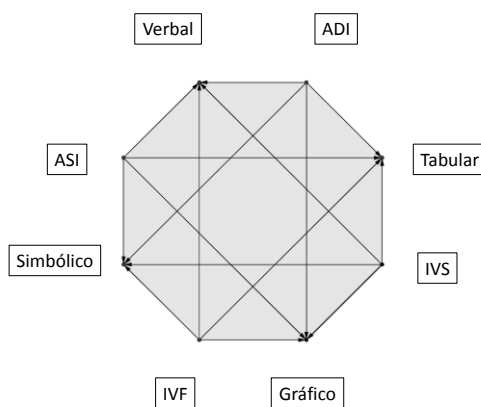 Verbal
ADI
ASI
Tabular
Simbólico
IVS
IVF
Gráfico